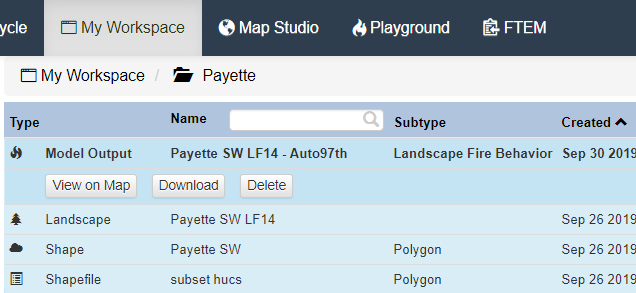 ycle My Workspace Map Studio Playground FTEM
My Workspace / Payette
Type Name Subtype Created
Model Output Payette SW LF14 - Auto97th Landscape Fire Behavior Sep 30 2019
View on Map Download Delete
Landscape Payette SW LF14 Sep 26 2019
Shape Payette SW Polygon Sep 26 2019
Shapefile subset hucs Polygon Sep 26 2019